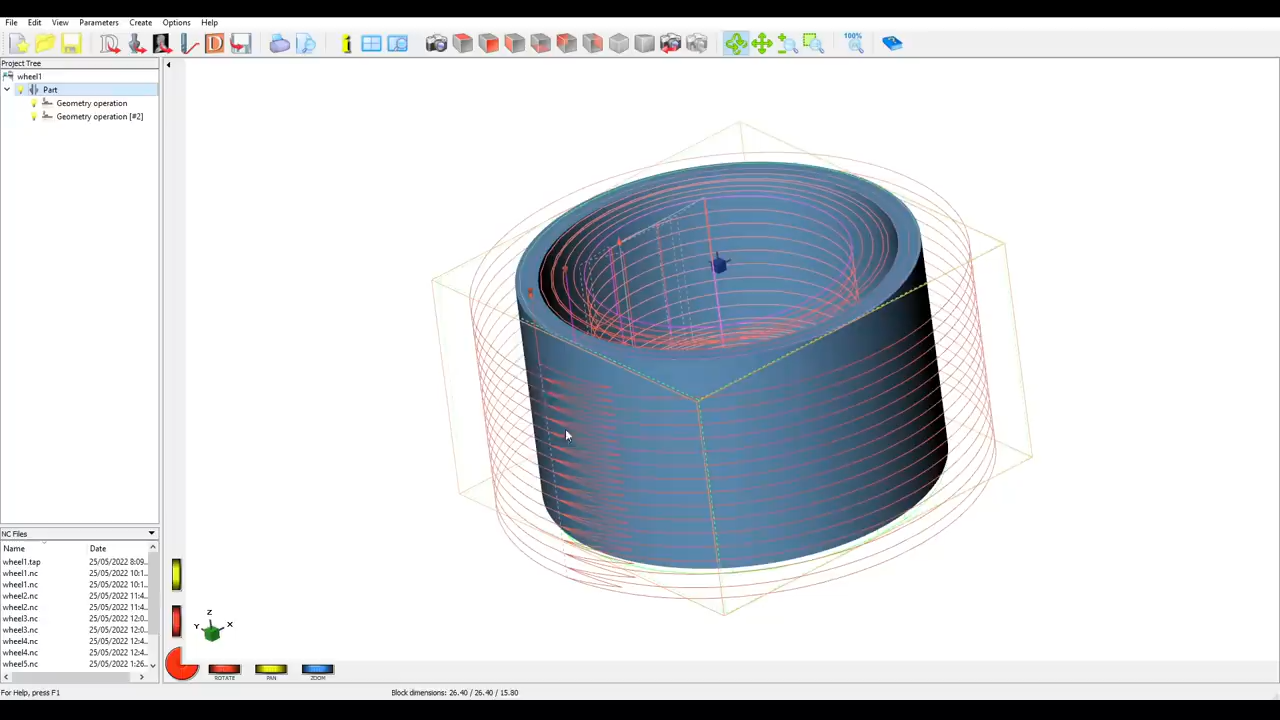 File Edit View Parameters Create Options Help
100%
Project Tree
wheel1
Part
Geometry operation
Geometry operation [#2]
NC Files
Name Date
wheel1.tap 25/05/2022 8:09...
wheel1.nc 25/05/2022 10:1...
wheel1.nc 25/05/2022 10:1...
wheel2.nc 25/05/2022 11:4...
wheel2.nc 25/05/2022 11:4...
wheel3.nc 25/05/2022 12:0...
wheel3.nc 25/05/2022 12:0...
wheel4.nc 25/05/2022 12:4...
wheel4.nc 25/05/2022 12:4...
wheel5.nc 25/05/2022 1:26...
Z
Y X
ROTATE PAN ZOOM
For Help, press F1 Block dimensions: 26.40 / 26.40 / 15.80